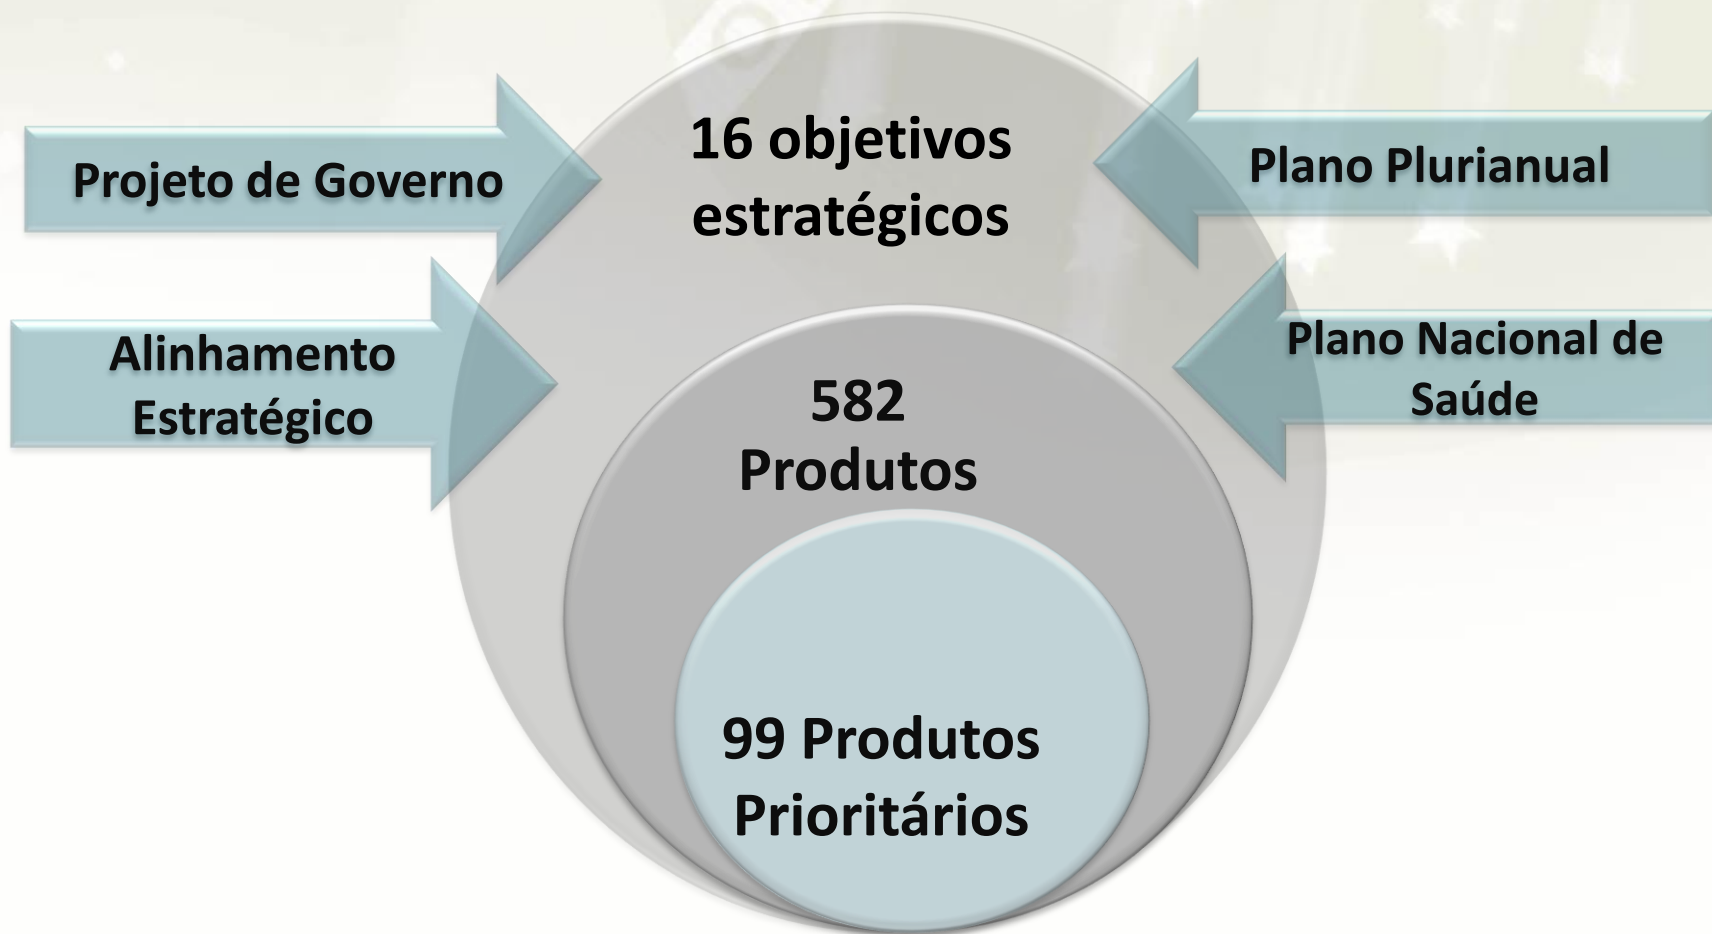 Projeto de Governo
16 objetivos
estratégicos
Plano Plurianual
Alinhamento
Estratégico
Plano Nacional de
Saúde
582
Produtos
99 Produtos
Prioritários